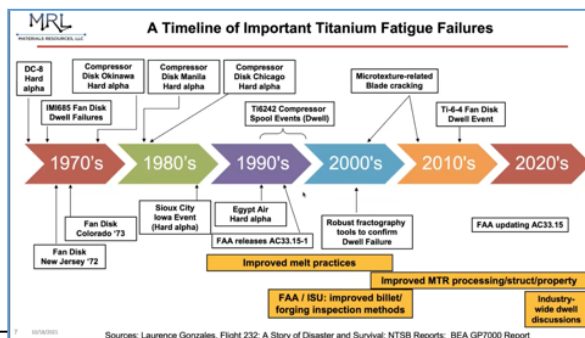 MRL
MATERIALS RESOURCES, LLC
A Timeline of Important Titanium Fatigue Failures
DC-8
Hard
alpha
Compressor
Disk Okinawa
Hard alpha
Compressor
Disk Manila
Hard alpha
Compressor
Disk Chicago
Hard alpha
Microtexture-related
Blade cracking
IMI685 Fan Disk
Dwell Failures
Ti6242 Compressor
Spool Events (Dwell)
Ti-6-4 Fan Disk
Dwell Event
1970's
1980's
1990's
2000's
2010's
2020's
Fan Disk
New Jersey '72
Fan Disk
Colorado '73
Sioux City
Iowa Event
(Hard alpha)
Egypt Air
Hard alpha
FAA releases AC33.15-1
Robust fractography
tools to confirm
Dwell Failure
FAA updating AC33.15
Improved melt practices
Improved MTR processing/struct/property
FAA / ISU: improved billet/
forging inspection methods
Industry-
wide dwell
discussions
7
Sources: Laurence Gonzales, Flight 232: A Story of Disaster and Survival; NTSB Reports; BEA GP7000 Report